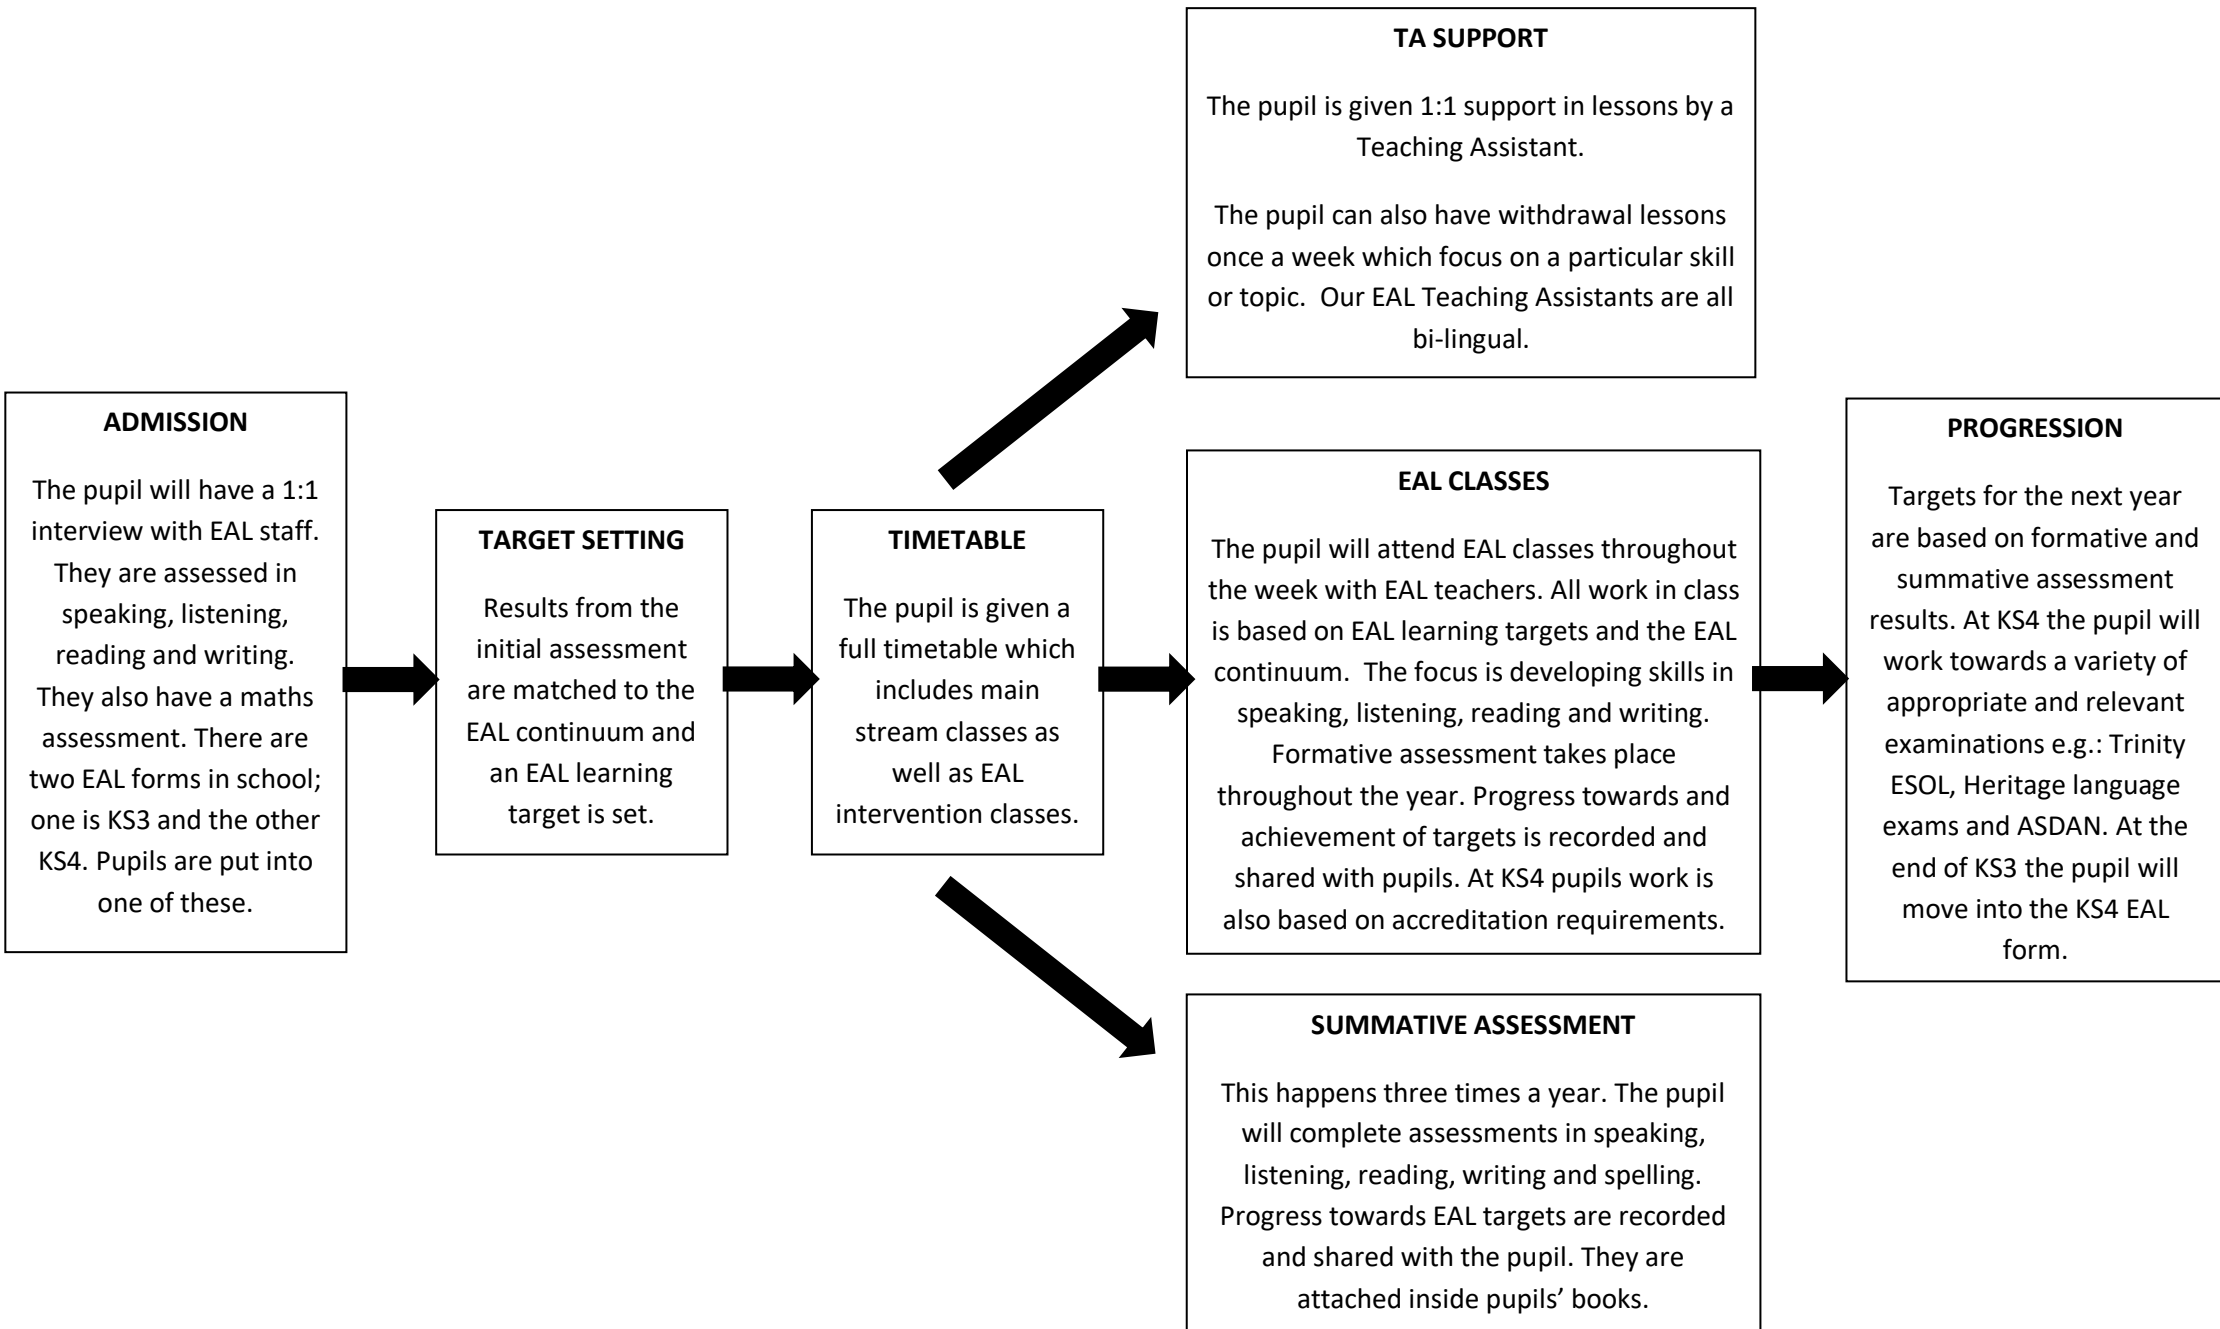 ADMISSION
The pupil will have a 1:1
interview with EAL staff.
They are assessed in
speaking, listening,
reading and writing.
They also have a maths
assessment. There are
two EAL forms in school;
one is KS3 and the other
KS4. Pupils are put into
one of these.
TARGET SETTING
Results from the
initial assessment
are matched to the
EAL continuum and
an EAL learning
target is set.
TIMETABLE
The pupil is given a
full timetable which
includes main
stream classes as
well as EAL
intervention classes.
TA SUPPORT
The pupil is given 1:1 support in lessons by a
Teaching Assistant.
The pupil can also have withdrawal lessons
once a week which focus on a particular skill
or topic.  Our EAL Teaching Assistants are all
bi-lingual.
EAL CLASSES
The pupil will attend EAL classes throughout
the week with EAL teachers. All work in class
is based on EAL learning targets and the EAL
continuum.  The focus is developing skills in
speaking, listening, reading and writing.
Formative assessment takes place
throughout the year. Progress towards and
achievement of targets is recorded and
shared with pupils. At KS4 pupils work is
also based on accreditation requirements.
SUMMATIVE ASSESSMENT
This happens three times a year. The pupil
will complete assessments in speaking,
listening, reading, writing and spelling.
Progress towards EAL targets are recorded
and shared with the pupil. They are
attached inside pupils’ books.
PROGRESSION
Targets for the next year
are based on formative and
summative assessment
results. At KS4 the pupil will
work towards a variety of
appropriate and relevant
examinations e.g.: Trinity
ESOL, Heritage language
exams and ASDAN. At the
end of KS3 the pupil will
move into the KS4 EAL
form.